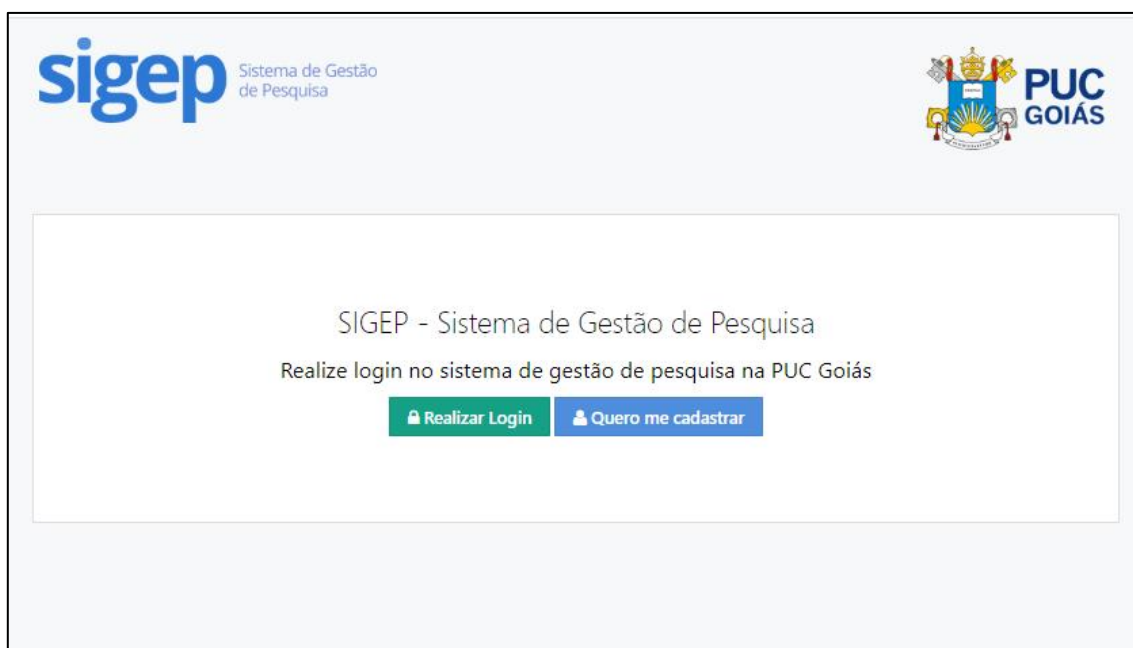 sigep
Sistema de Gestão
de Pesquisa
PUC
GOIÁS
SIGEP - Sistema de Gestão de Pesquisa
Realize login no sistema de gestão de pesquisa na PUC Goiás
Realizar Login
Quero me cadastrar